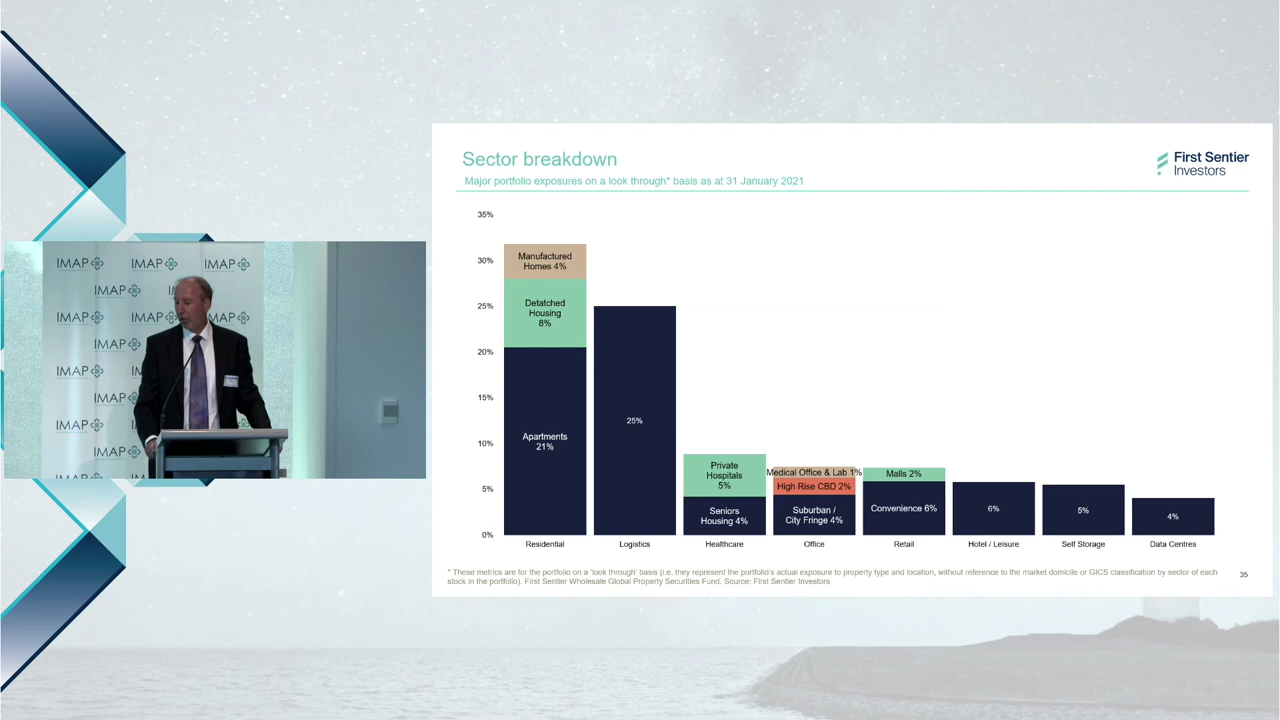 IMAP IMAP IMAP
IMAP
IMAP IMAP
IMAP
IMAP
IMAP
IMAP
IMAP
IMAP
Sector breakdown
Major portfolio exposures on a look through* basis as at 31 January 2021
First Sentier
Investors
35%
30%
25%
20%
15%
10%
5%
0%
Manufactured
Homes 4%
Detatched
Housing
8%
Apartments
21%
25%
Private
Hospitals
5%
Seniors
Housing 4%
Medical Office & Lab 1%
High Rise CBD 2%
Suburban /
City Fringe 4%
Malls 2%
Convenience 6%
6%
5%
4%
Residential
Logistics
Healthcare
Office
Retail
Hotel / Leisure
Self Storage
Data Centres
* These metrics are for the portfolio on a 'look through' basis (i.e. they represent the portfolio's actual exposure to property type and location, without reference to the market domicile or GICS classification by sector of each
stock in the portfolio). First Sentier Wholesale Global Property Securities Fund. Source: First Sentier Investors
35